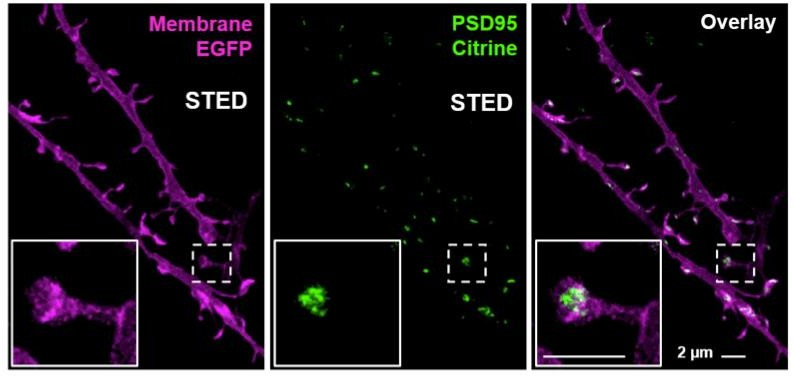 Membrane
EGFP
STED
PSD95
Citrine
STED
Overlay
2 µm